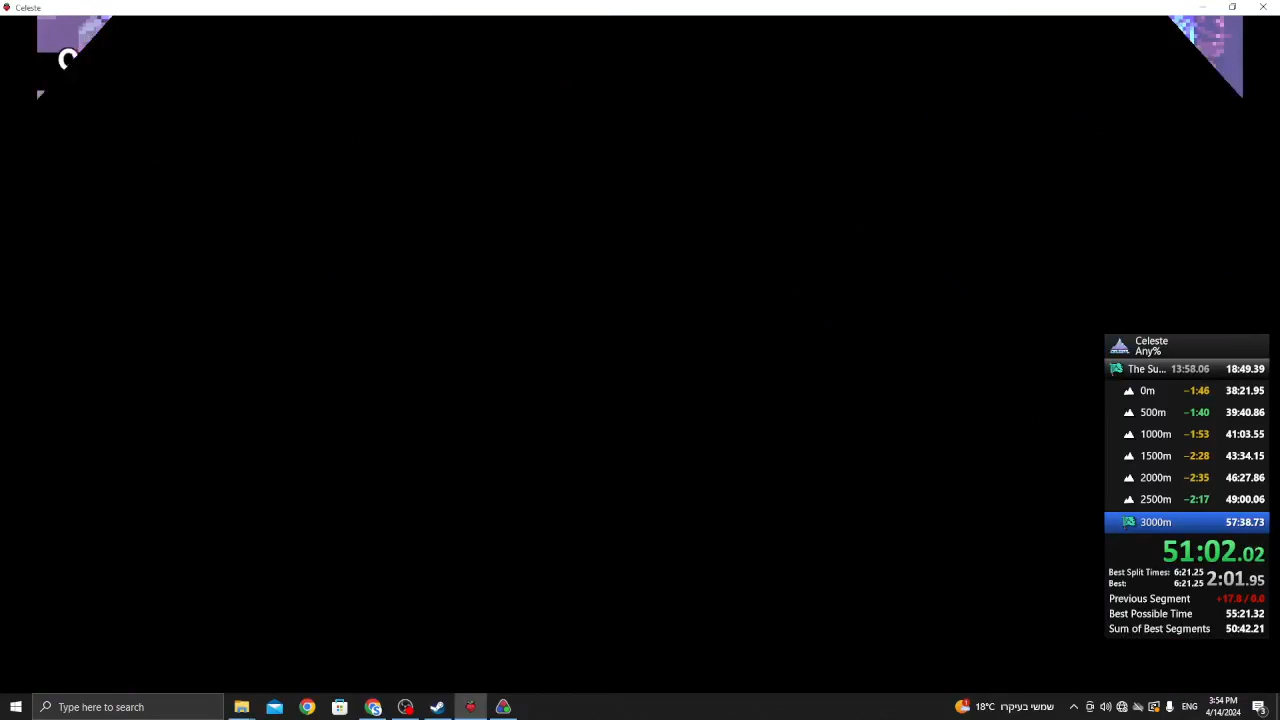 Celeste
Celeste
Any%
The Su... 13:58.06 18:49.39
0m −1:46 38:21.95
500m −1:40 39:40.86
1000m −1:53 41:03.55
1500m −2:28 43:34.15
2000m −2:35 46:27.86
2500m −2:17 49:00.06
3000m 57:38.73
51:02.02
Best Split Times: 6:21.25
Best: 6:21.25
2:01.95
Previous Segment +17.8 / 0.0
Best Possible Time 55:21.32
Sum of Best Segments 50:42.21
Type here to search
18°C שמשי בעיקרו
ENG
3:54 PM
4/14/2024
3